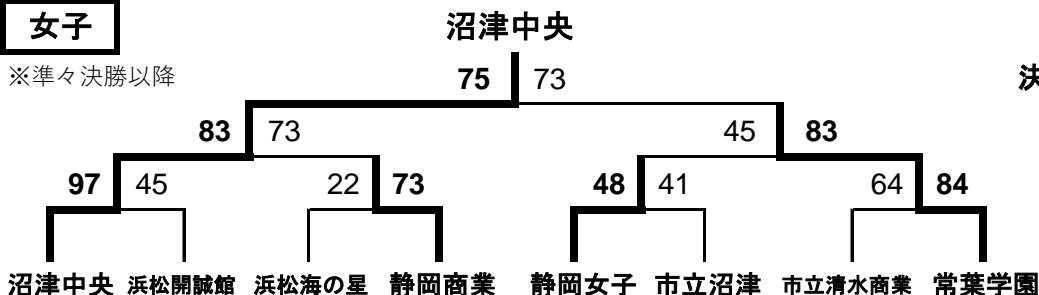 女子
沼津中央
※準々決勝以降
75 73
決
83 73 45 83
97 45 22 73 48 41 64 84
沼津中央 浜松開誠館 浜松海の星 静岡商業 静岡女子 市立沼津 市立清水商業 常葉学園